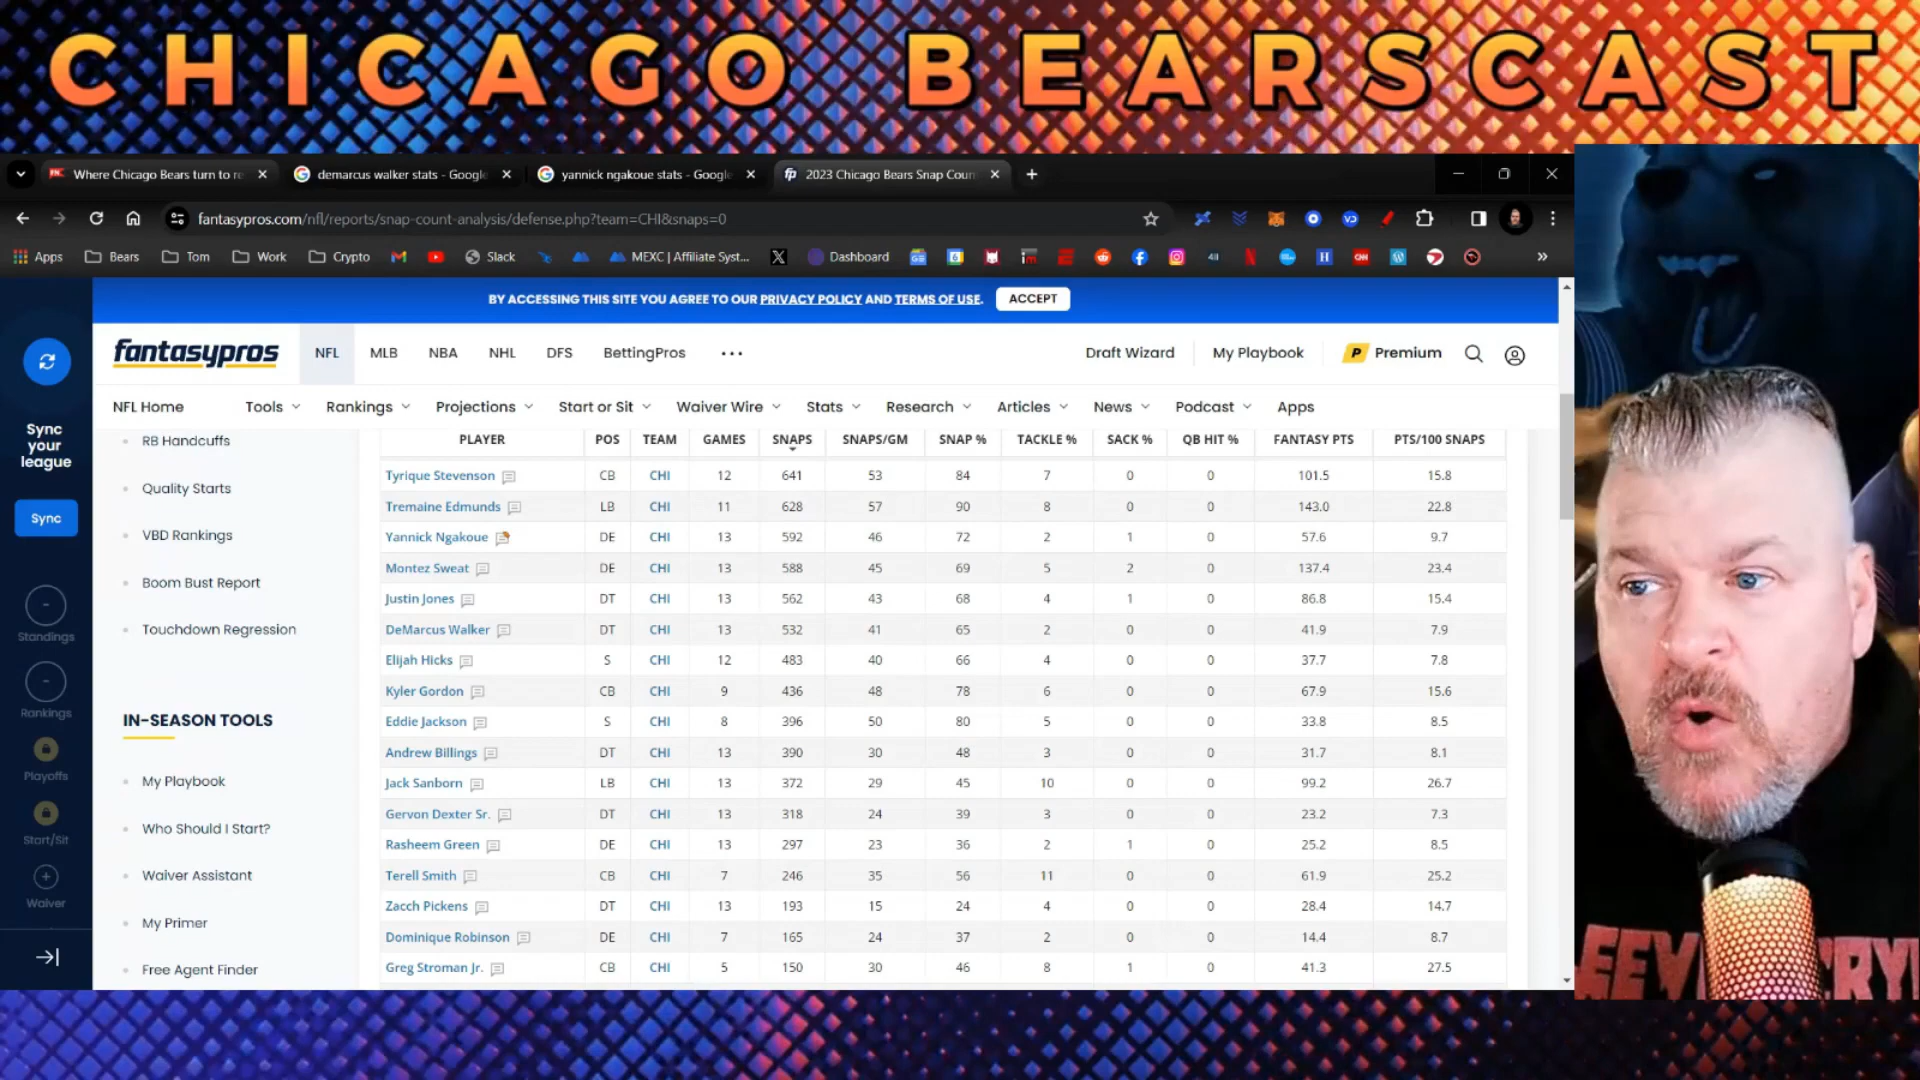 CHICAGO BEARSCAST
Where Chicago Bears turn to re
demarcus walker stats - Google
yannick ngakoue stats - Google
2023 Chicago Bears Snap Coun
fantasypros.com/nfl/reports/snap-count-analysis/defense.php?team=CHI&snaps=0
Apps Bears Tom Work Crypto Slack MEXC | Affiliate Syst... Dashboard
BY ACCESSING THIS SITE YOU AGREE TO OUR PRIVACY POLICY AND TERMS OF USE. ACCEPT
fantasypros NFL MLB NBA NHL DFS BettingPros ... Draft Wizard My Playbook P Premium
NFL Home Tools Rankings Projections Start or Sit Waiver Wire Stats Research Articles News Podcast Apps
Sync your league
Sync
Standings
Rankings
Playoffs
Start/Sit
Waiver
RB Handcuffs
Quality Starts
VBD Rankings
Boom Bust Report
Touchdown Regression
IN-SEASON TOOLS
My Playbook
Who Should I Start?
Waiver Assistant
My Primer
Free Agent Finder
PLAYER POS TEAM GAMES SNAPS SNAPS/GM SNAP % TACKLE % SACK % QB HIT % FANTASY PTS PTS/100 SNAPS
Tyrique Stevenson CB CHI 12 641 53 84 7 0 0 101.5 15.8
Tremaine Edmunds LB CHI 11 628 57 90 8 0 0 143.0 22.8
Yannick Ngakoue DE CHI 13 592 46 72 2 1 0 57.6 9.7
Montez Sweat DE CHI 13 588 45 69 5 2 0 137.4 23.4
Justin Jones DT CHI 13 562 43 68 4 1 0 86.8 15.4
DeMarcus Walker DT CHI 13 532 41 65 2 0 0 41.9 7.9
Elijah Hicks S CHI 12 483 40 66 4 0 0 37.7 7.8
Kyler Gordon CB CHI 9 436 48 78 6 0 0 67.9 15.6
Eddie Jackson S CHI 8 396 50 80 5 0 0 33.8 8.5
Andrew Billings DT CHI 13 390 30 48 3 0 0 31.7 8.1
Jack Sanborn LB CHI 13 372 29 45 10 0 0 99.2 26.7
Gervon Dexter Sr. DT CHI 13 318 24 39 3 0 0 23.2 7.3
Rasheem Green DE CHI 13 297 23 36 2 1 0 25.2 8.5
Terell Smith CB CHI 7 246 35 56 11 0 0 61.9 25.2
Zacch Pickens DT CHI 13 193 15 24 4 0 0 28.4 14.7
Dominique Robinson DE CHI 7 165 24 37 2 0 0 14.4 8.7
Greg Stroman Jr. CB CHI 5 150 30 46 8 1 0 41.3 27.5